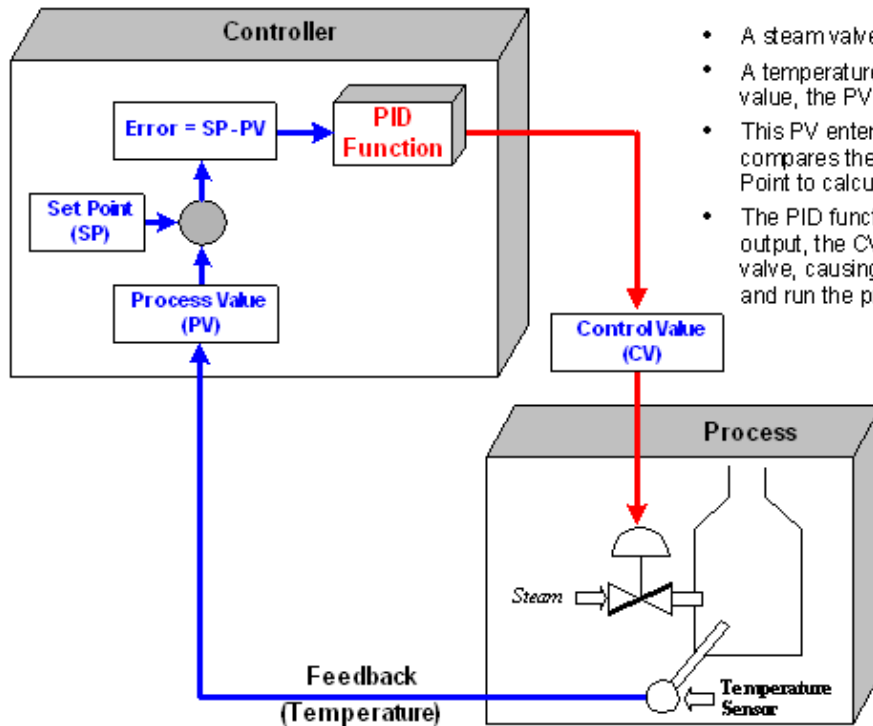 Controller
Error = SP-PV
PID
Function
Set Point
(SP)
Process Value
(PV)
Control Value
(CV)
• A steam valve
• A temperature
value, the PV
• This PV enter
compares the
Point to calcu
• The PID funct
output, the CV
valve, causing
and run the p
Process
Steam
Temperature
Sensor
Feedback
(Temperature)